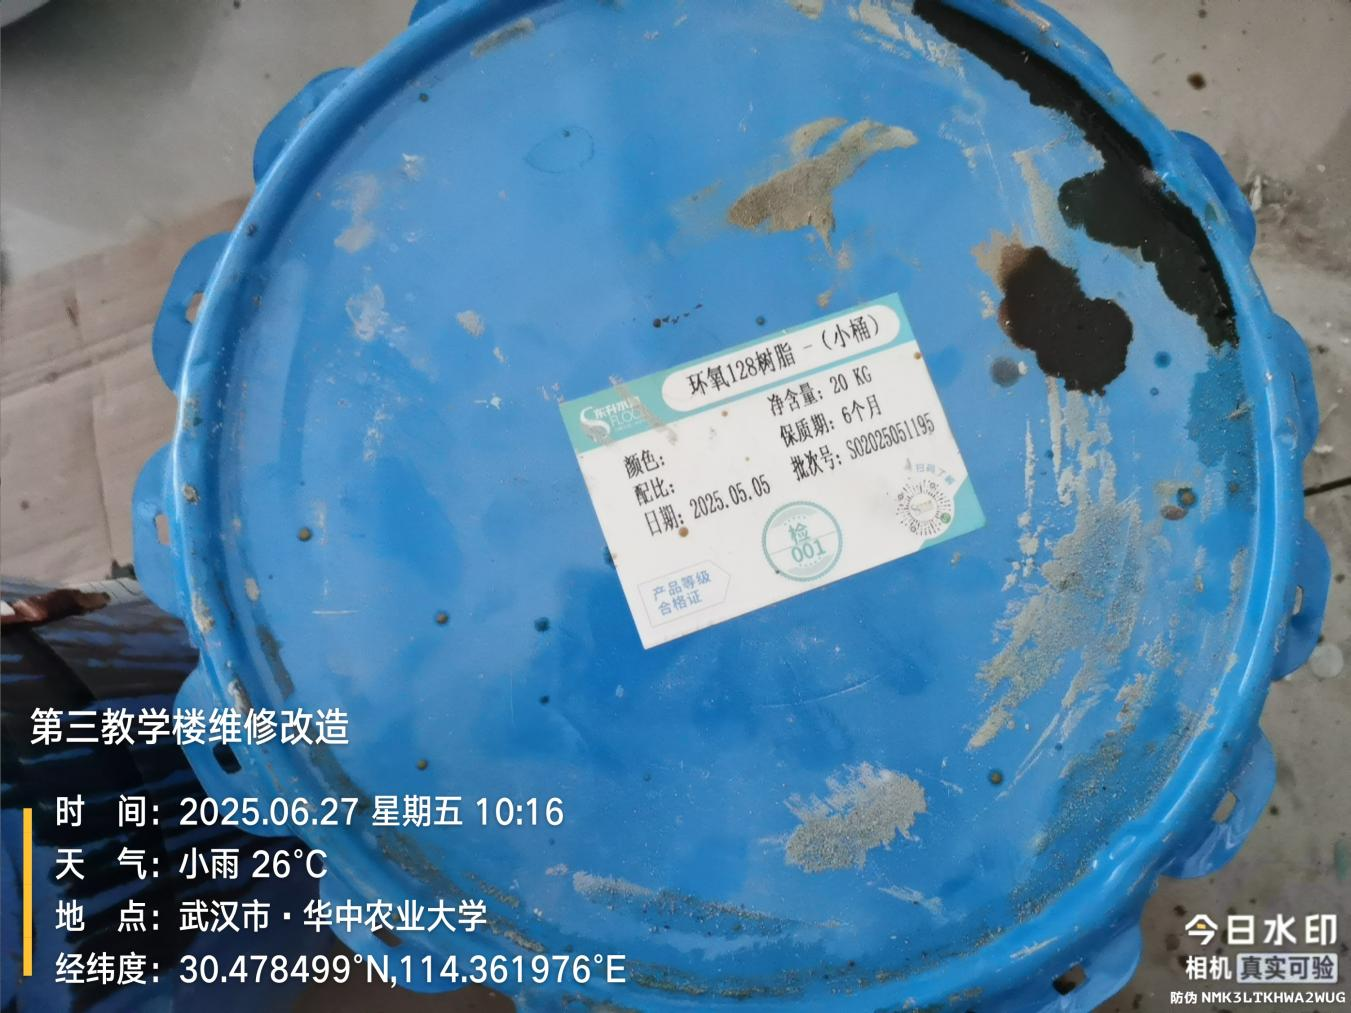 环氧128树脂 - （小桶）
FLOO
颜色:
净含量: 20 KG
配比:
保质期: 6个月
日期: 2025.05.05
批次号: S02025051195
扫码了解
检
001
产品等级
合格证
第三教学楼维修改造
时 间: 2025.06.27 星期五 10:16
天 气: 小雨 26°C
地 点: 武汉市·华中农业大学
经纬度: 30.478499°N,114.361976°E
今日水印
相机 真实可验
防伪 NMK3LTKHWA2WUG